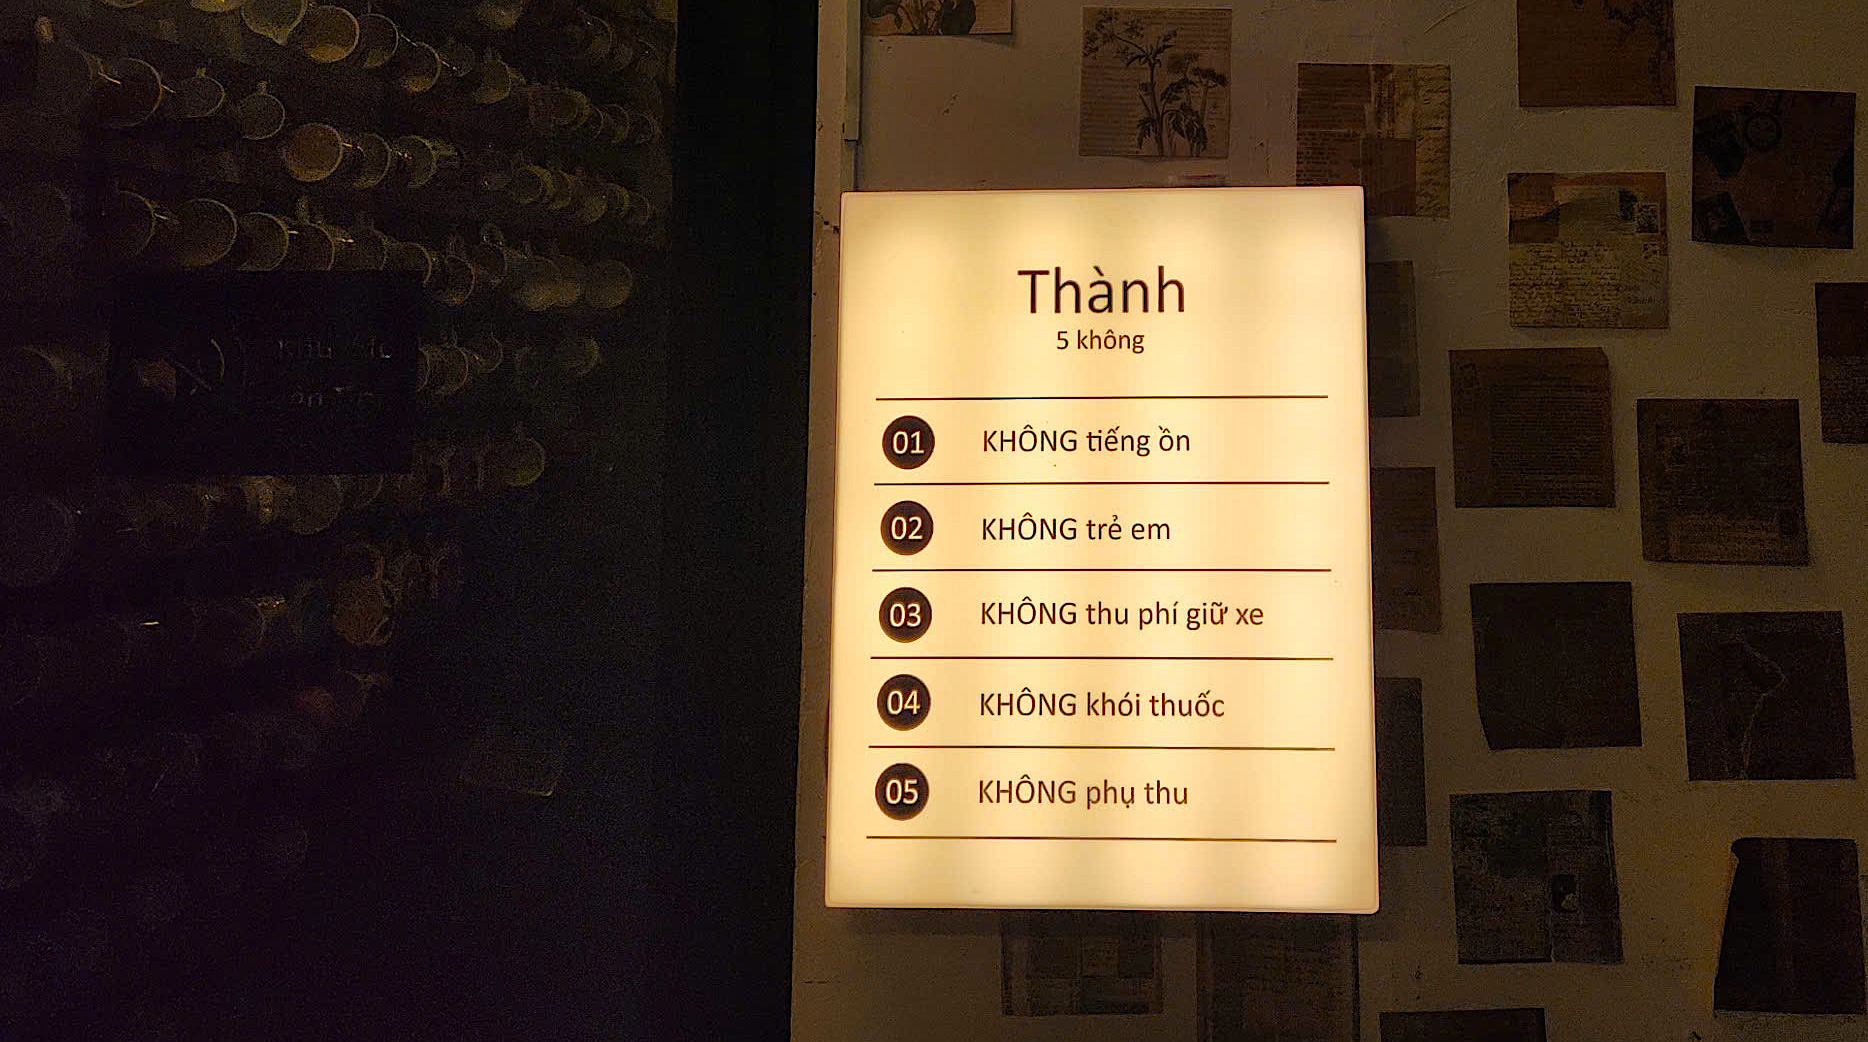 Thành
5 không
01 KHÔNG tiếng ồn
02 KHÔNG trẻ em
03 KHÔNG thu phí giữ xe
04 KHÔNG khói thuốc
05 KHÔNG phụ thu